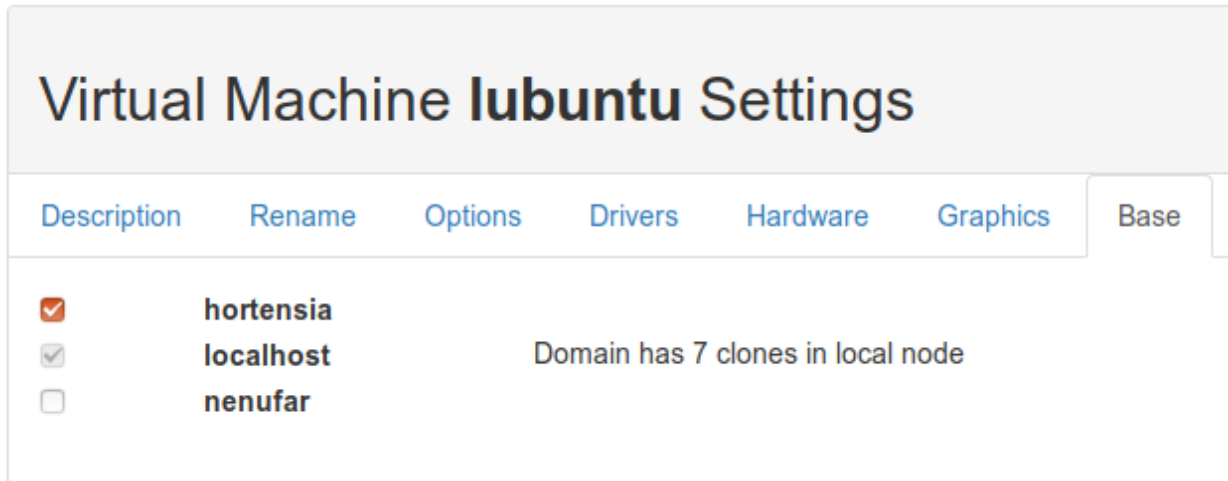 Virtual Machine lubuntu Settings
Description Rename Options Drivers Hardware Graphics Base
hortensia
localhost Domain has 7 clones in local node
nenufar